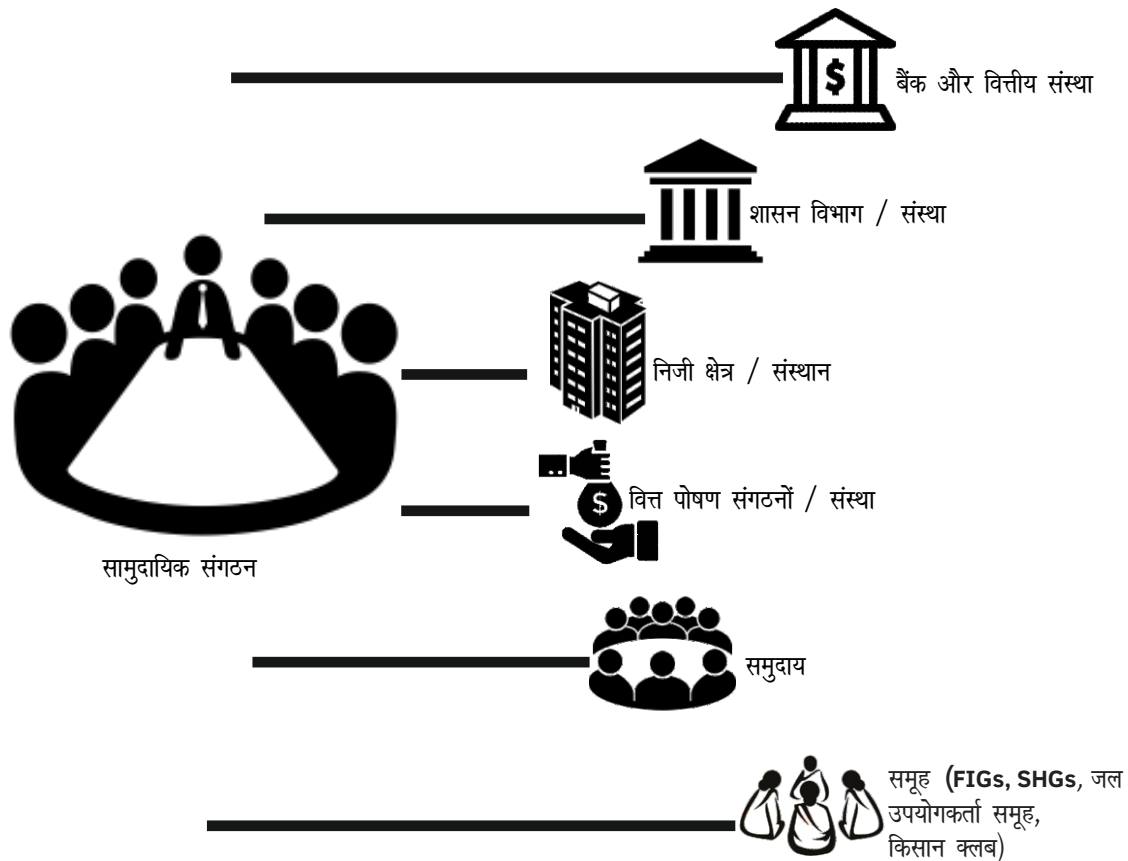 $
बैंक और वित्तीय संस्था
शासन विभाग / संस्था
निजी क्षेत्र / संस्थान
$
वित्त पोषण संगठनों / संस्था
सामुदायिक संगठन
समुदाय
समूह (FIGs, SHGs, जल
उपयोगकर्ता समूह,
किसान क्लब)